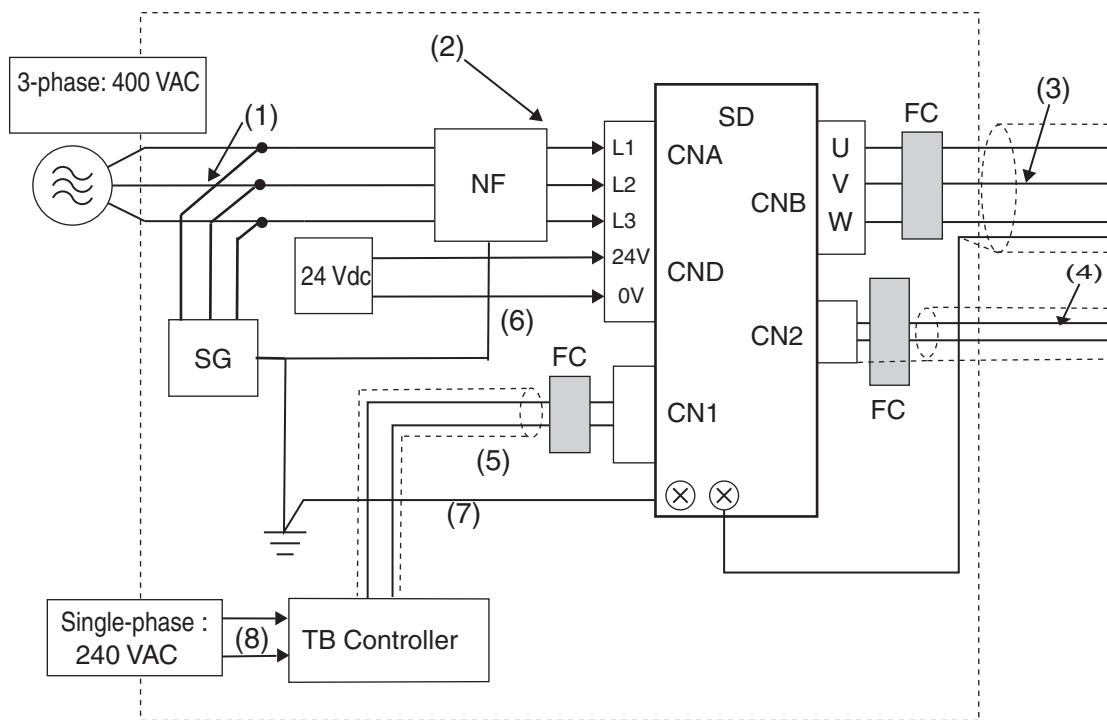 3-phase: 400 VAC
(1)
(2)
(3)
SD
FC
L1
CNA
U
NF
L2
V
CNB
L3
W
24 Vdc
24V
CND
(4)
0V
(6)
CN2
SG
FC
FC
CN1
(5)
(7)
Single-phase :
240 VAC
(8)
TB Controller